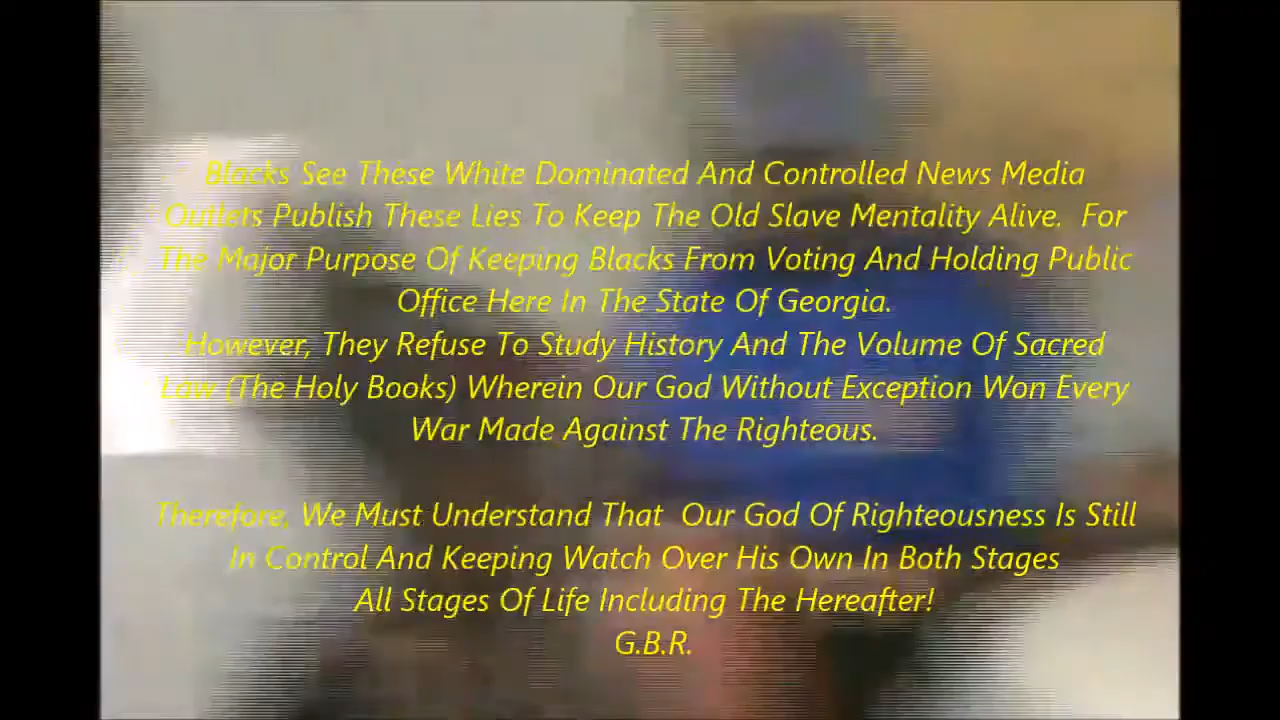 Blacks See These White Dominated And Controlled News Media
Outlets Publish These Lies To Keep The Old Slave Mentality Alive.  For
The Major Purpose Of Keeping Blacks From Voting And Holding Public
Office Here In The State Of Georgia.
However, They Refuse To Study History And The Volume Of Sacred
Law (The Holy Books) Wherein Our God Without Exception Won Every
War Made Against The Righteous.
Therefore, We Must Understand That  Our God Of Righteousness Is Still
In Control And Keeping Watch Over His Own In Both Stages
All Stages Of Life Including The Hereafter!
G.B.R.